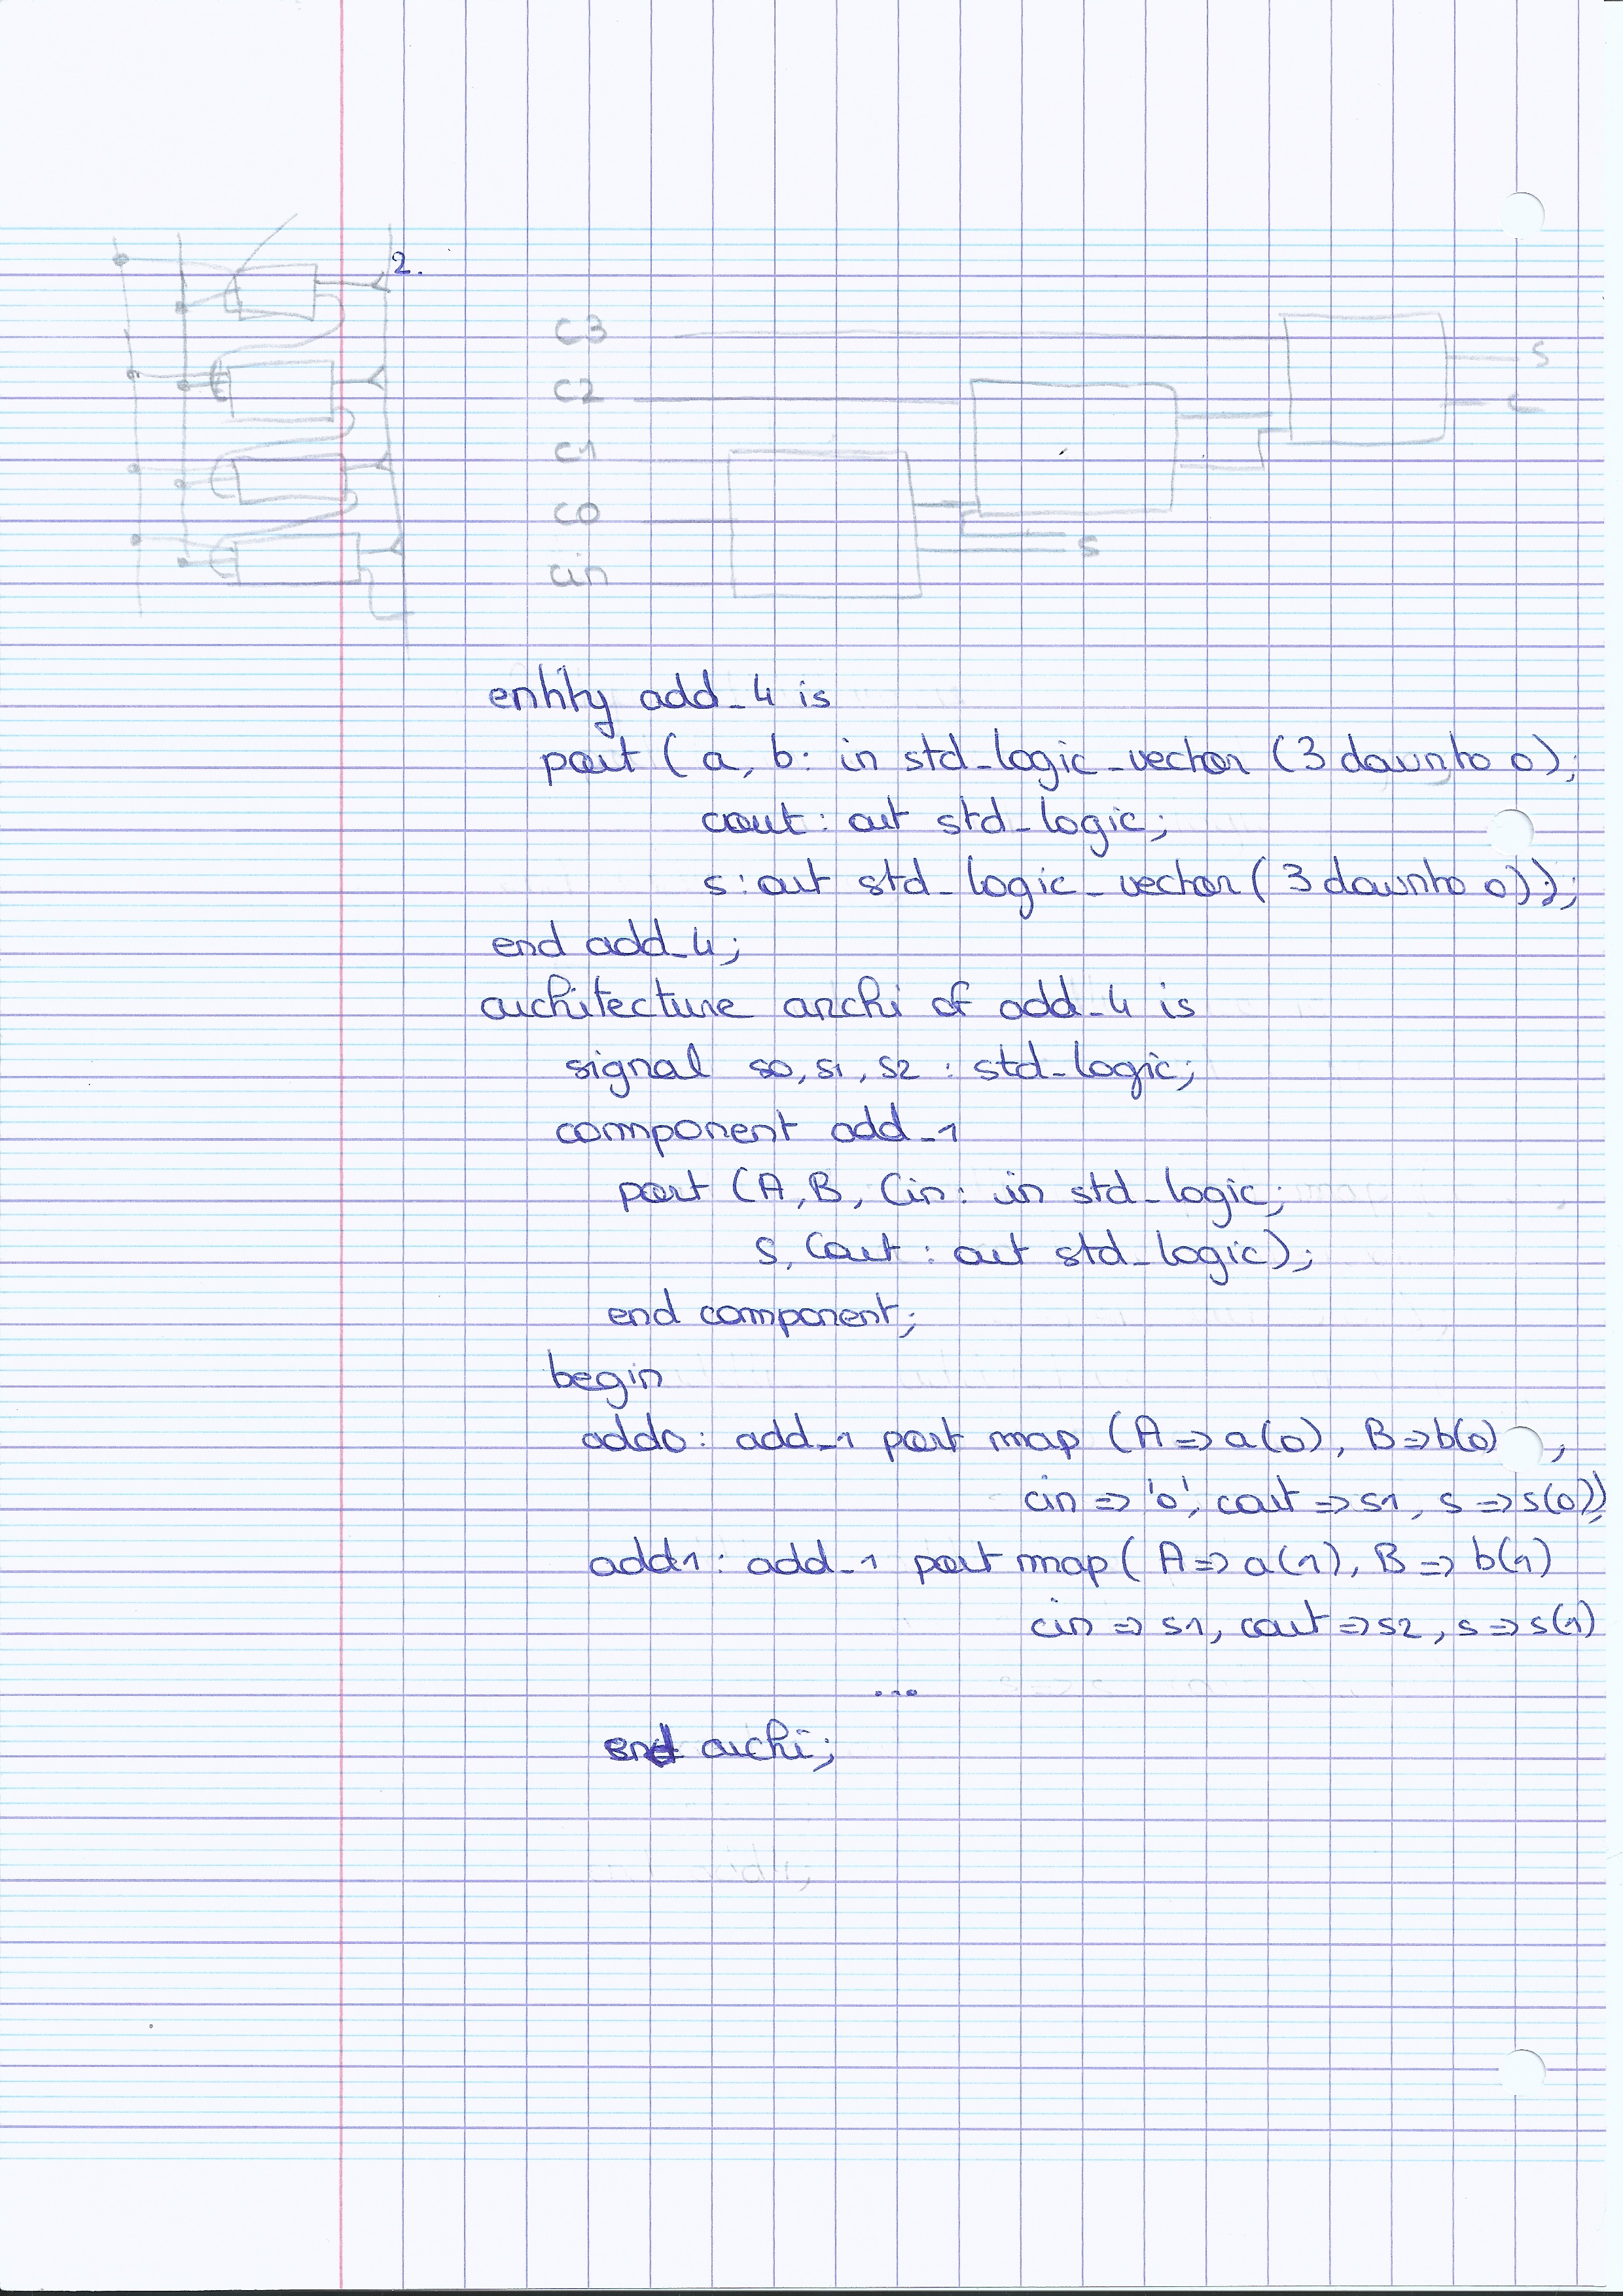 2.
C3
S
C2
C
C1
C0
S
cin
entity add_4 is
port ( a, b: in std_logic_vector (3 downto 0);
cout : out std_logic;
s : out std_logic_vector ( 3 downto 0));
end add_4;
architecture archi of add_4 is
signal s0, s1, s2 : std_logic;
component add_1
port (A, B, Cin : in std_logic;
S, Cout : out std_logic);
end component;
begin
add0 : add_1 port map (A => a(0), B => b(0) ,
cin => '0', cout => s1, s => s(0));
add1 : add_1 port map ( A => a(1), B => b(1)
cin => s1, cout => s2, s => s(1)
...
end archi;